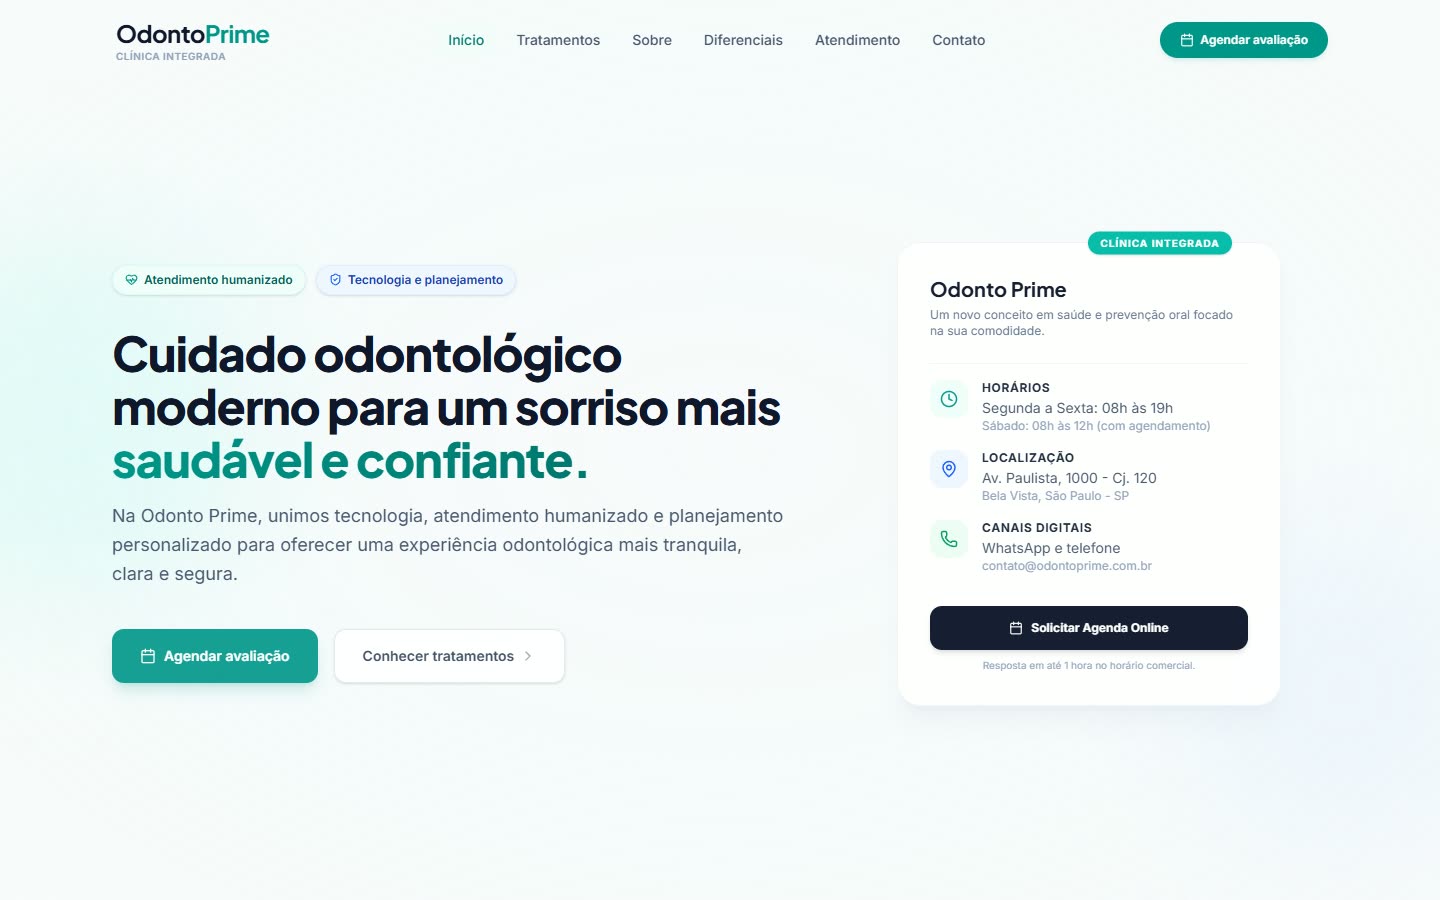 OdontoPrime
CLÍNICA INTEGRADA
Início
Tratamentos
Sobre
Diferenciais
Atendimento
Contato
Agendar avaliação
Atendimento humanizado
Tecnologia e planejamento
Cuidado odontológico
moderno para um sorriso mais
saudável e confiante.
Na Odonto Prime, unimos tecnologia, atendimento humanizado e planejamento
personalizado para oferecer uma experiência odontológica mais tranquila,
clara e segura.
Agendar avaliação
Conhecer tratamentos
CLÍNICA INTEGRADA
Odonto Prime
Um novo conceito em saúde e prevenção oral focado
na sua comodidade.
HORÁRIOS
Segunda a Sexta: 08h às 19h
Sábado: 08h às 12h (com agendamento)
LOCALIZAÇÃO
Av. Paulista, 1000 - Cj. 120
Bela Vista, São Paulo - SP
CANAIS DIGITAIS
WhatsApp e telefone
contato@odontoprime.com.br
Solicitar Agenda Online
Resposta em até 1 hora no horário comercial.